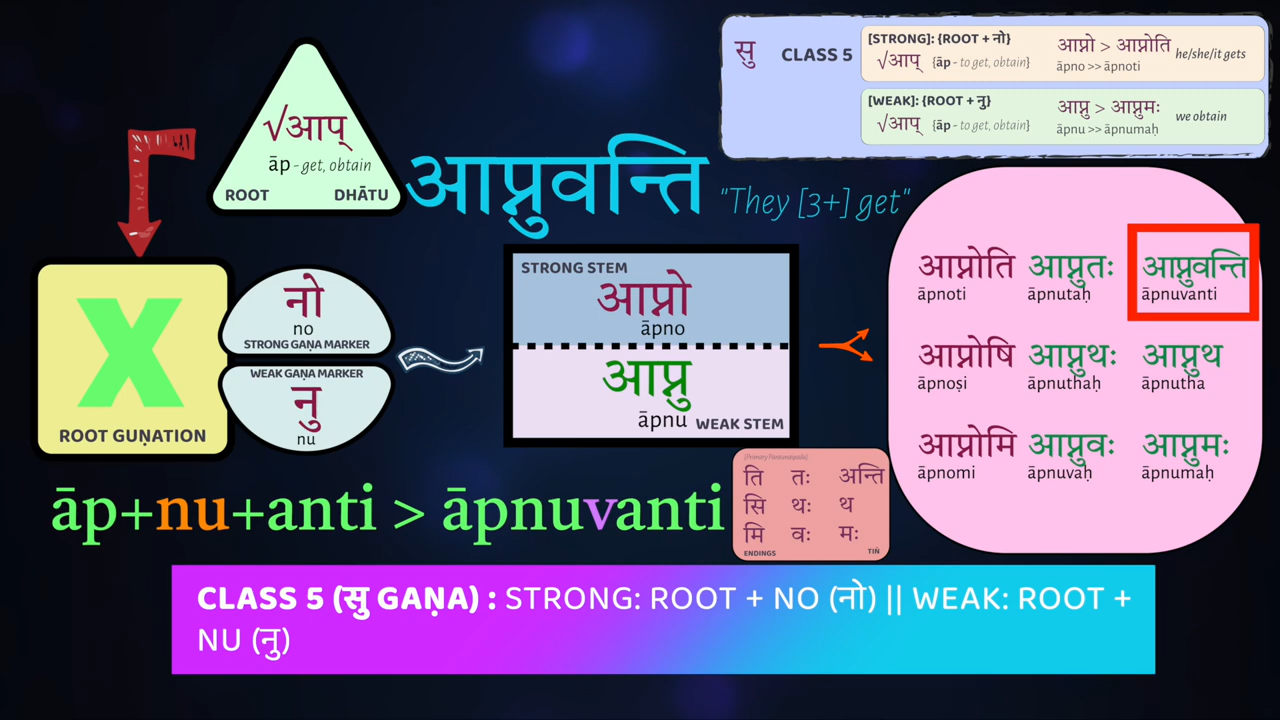 सु CLASS 5
[STRONG]: {ROOT + नो}
√आप् {āp - to get, obtain}
आप्नो > आप्नोति
āpno >> āpnoti
he/she/it gets
[WEAK]: {ROOT + नु}
√आप् {āp - to get, obtain}
आप्नु > आप्नुमः
āpnu >> āpnumaḥ
we obtain
√आप्
āp - get, obtain
ROOT DHĀTU
आप्नुवन्ति "They [3+] get"
X
ROOT GUṆATION
नो
no
STRONG GAṆA MARKER
WEAK GAṆA MARKER
नु
nu
STRONG STEM
आप्नो
āpno
आप्नु
āpnu WEAK STEM
आप्नोति आप्नुतः आप्नुवन्ति
āpnoti āpnutaḥ āpnuvanti
आप्नोषि आप्नुथः आप्नुथ
āpnoṣi āpnuthaḥ āpnutha
आप्नोमि आप्नुवः आप्नुमः
āpnomi āpnuvaḥ āpnumaḥ
āp+nu+anti > āpnuvanti
[Primary Parasmaipada]
ति तः अन्ति
सि थः थ
मि वः मः
ENDINGS TIṄ
CLASS 5 (सु GAṆA) : STRONG: ROOT + NO (नो) || WEAK: ROOT +
NU (नु)